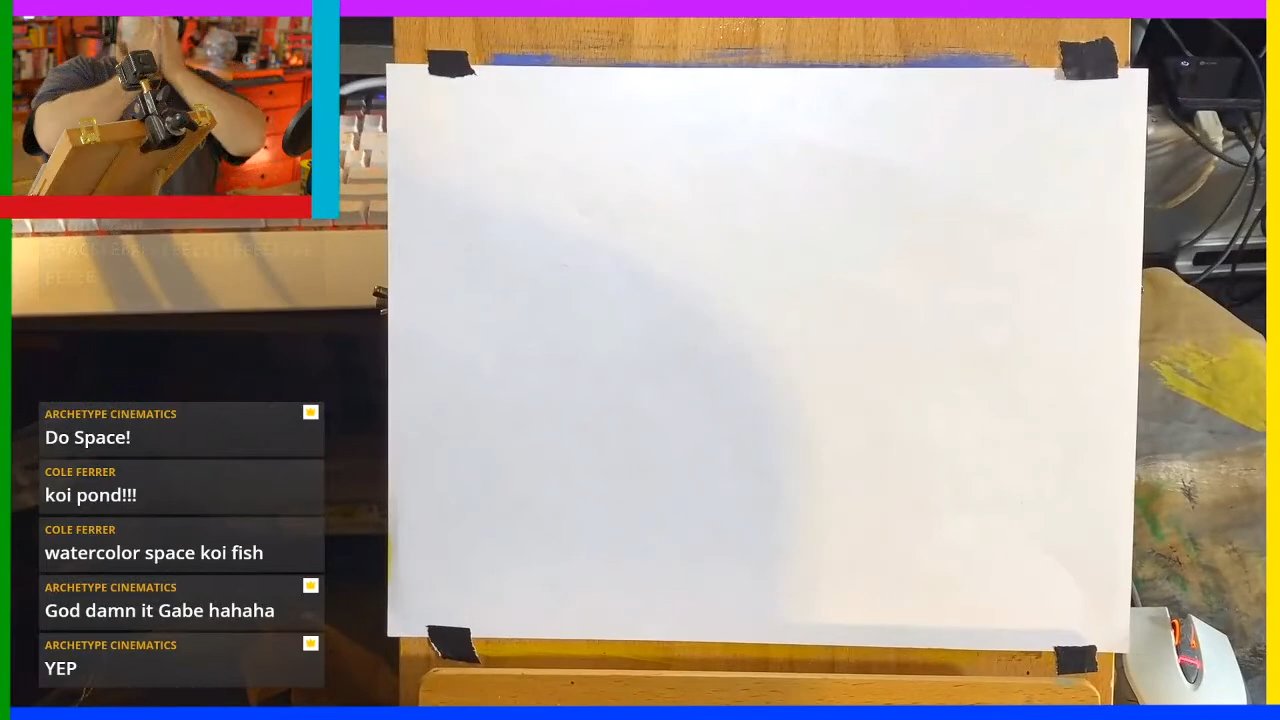 ARCHETYPE CINEMATICS
Do Space!
COLE FERRER
koi pond!!!
COLE FERRER
watercolor space koi fish
ARCHETYPE CINEMATICS
God damn it Gabe hahaha
ARCHETYPE CINEMATICS
YEP